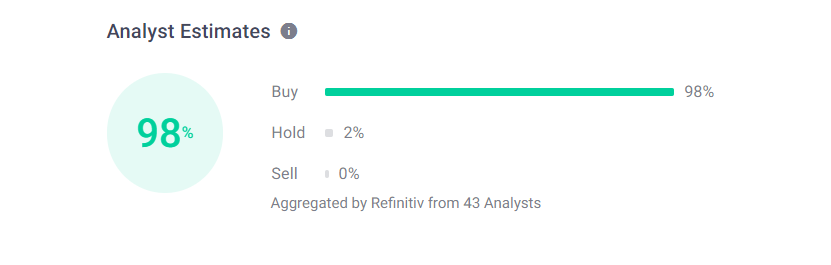 Analyst Estimates i
98%
Buy 98%
Hold 2%
Sell 0%
Aggregated by Refinitiv from 43 Analysts